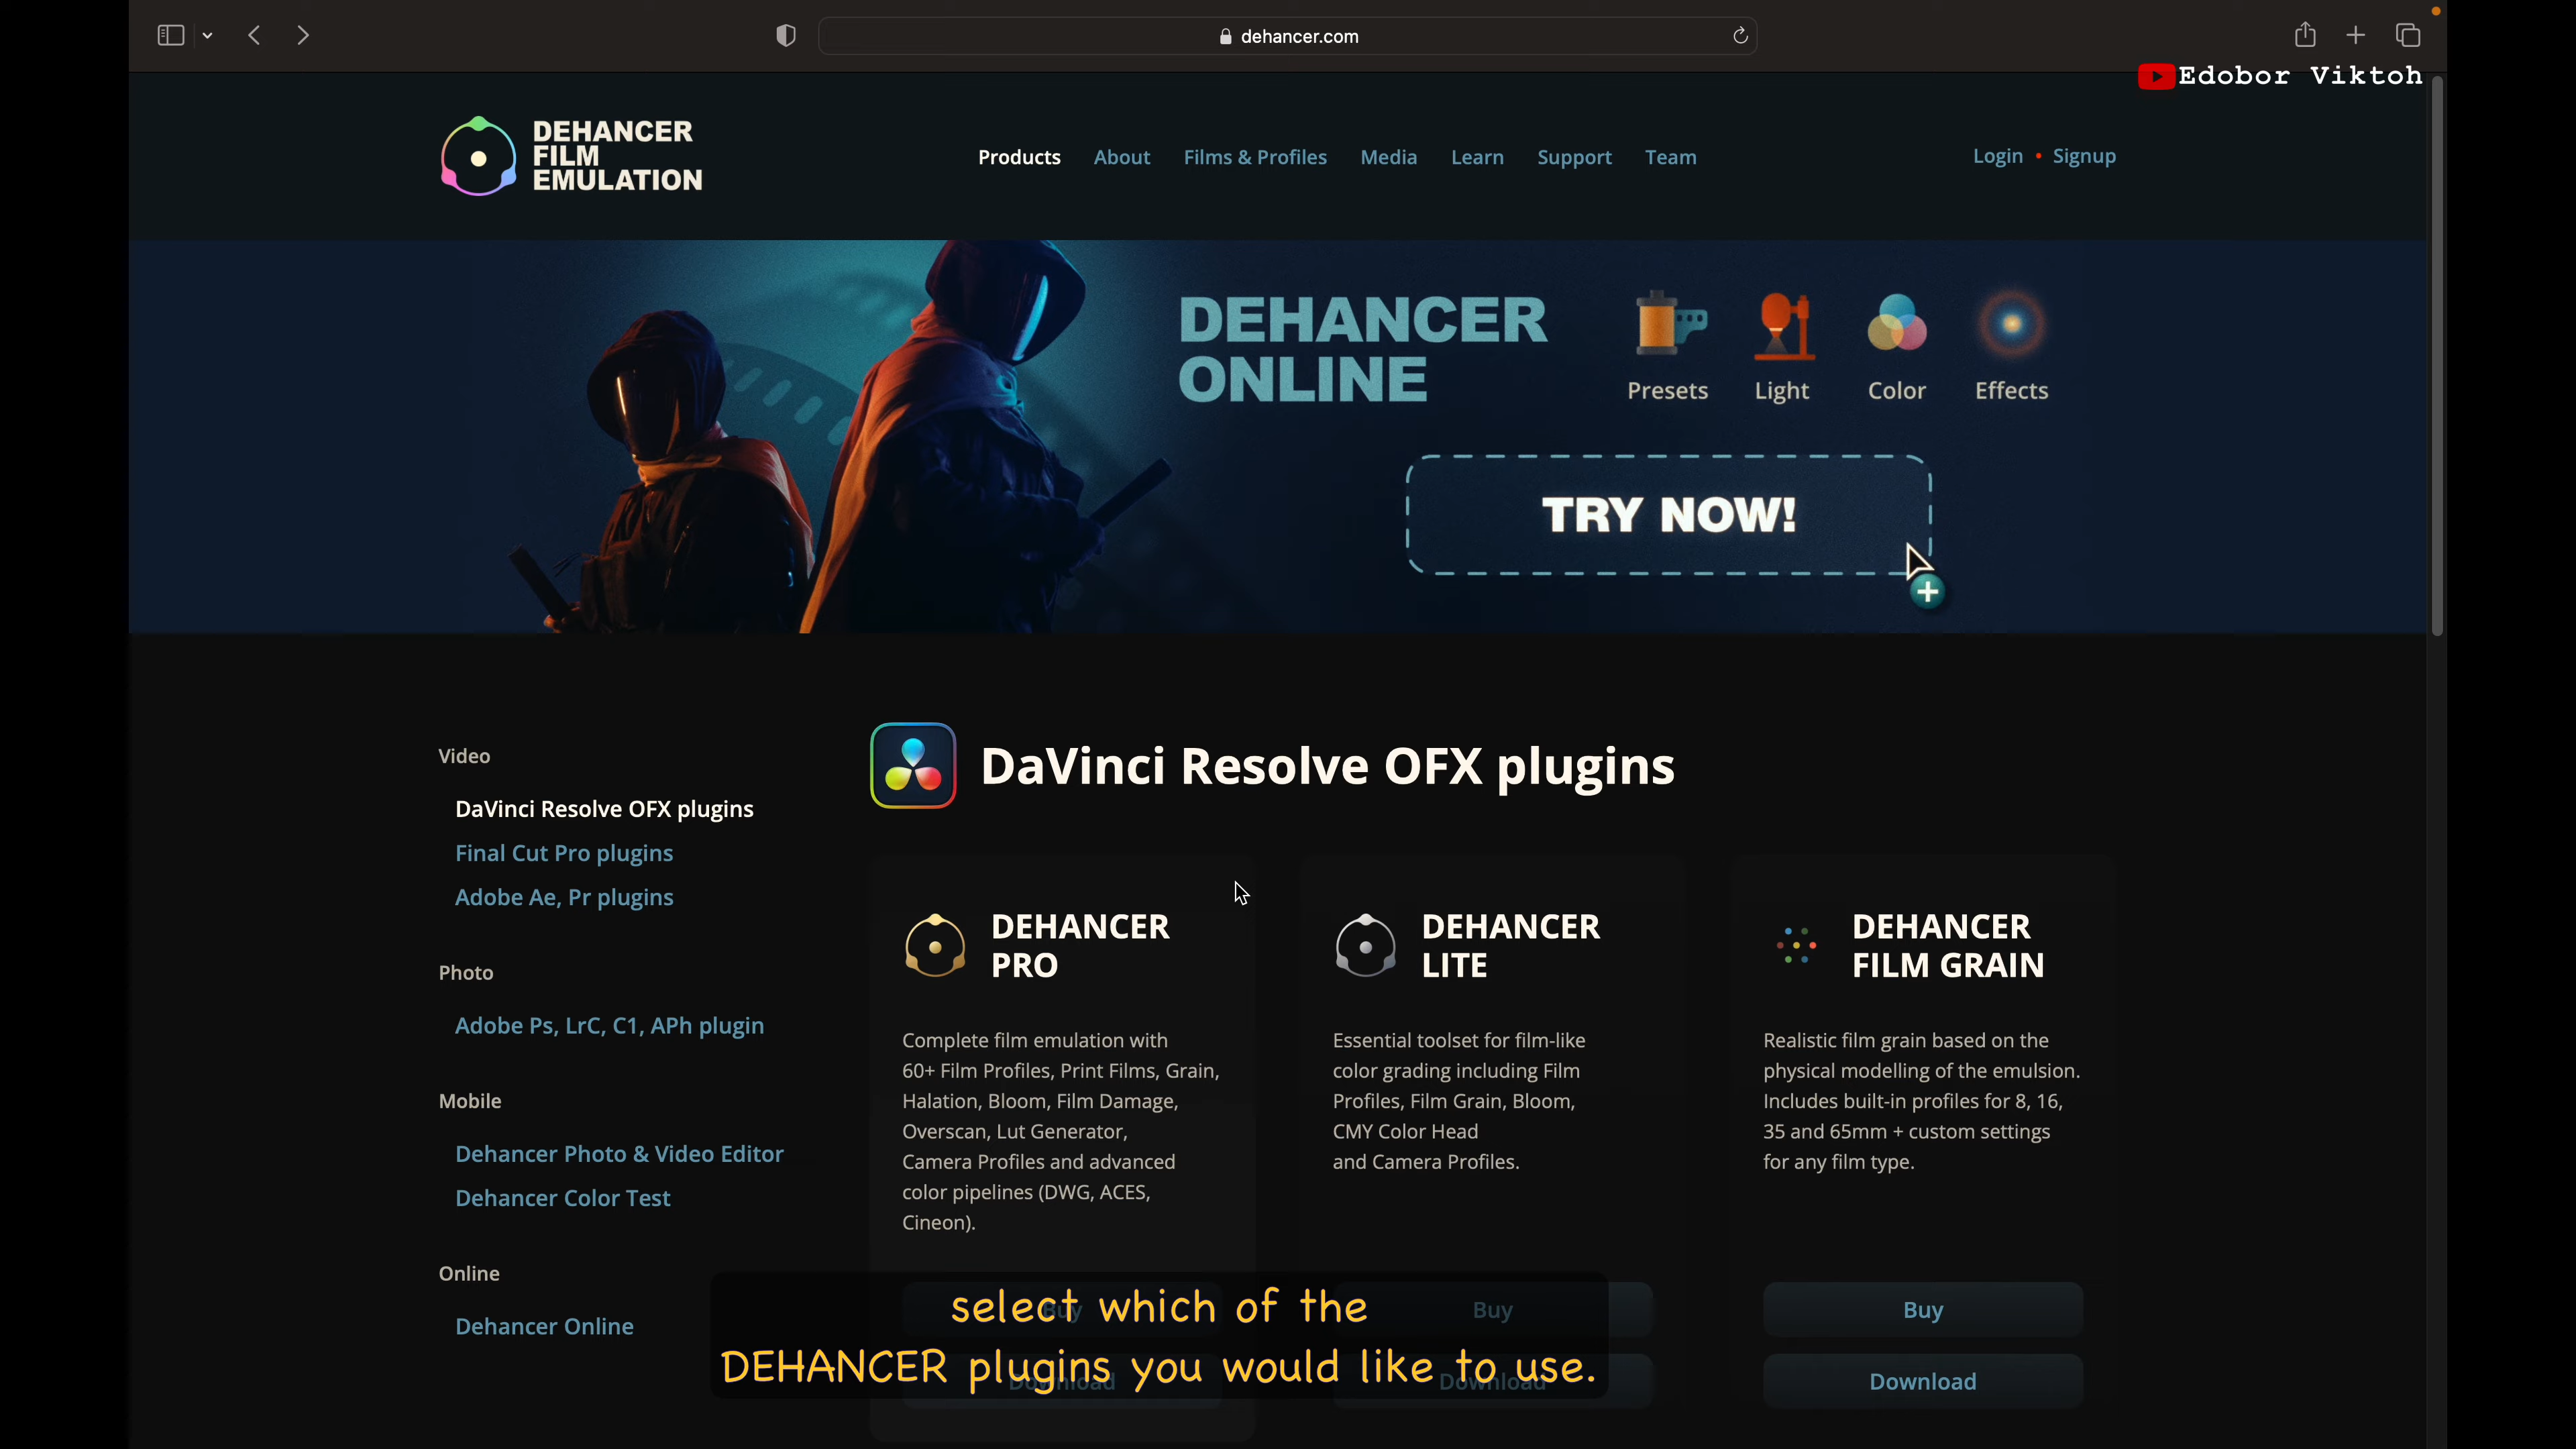 dehancer.com
Edobor Viktoh
DEHANCER
FILM
EMULATION
Products About Films & Profiles Media Learn Support Team
Login • Signup
DEHANCER
ONLINE
Presets Light Color Effects
TRY NOW!
Video
DaVinci Resolve OFX plugins
Final Cut Pro plugins
Adobe Ae, Pr plugins
Photo
Adobe Ps, LrC, C1, APh plugin
Mobile
Dehancer Photo & Video Editor
Dehancer Color Test
Online
Dehancer Online
DaVinci Resolve OFX plugins
DEHANCER
PRO
Complete film emulation with
60+ Film Profiles, Print Films, Grain,
Halation, Bloom, Film Damage,
Overscan, Lut Generator,
Camera Profiles and advanced
color pipelines (DWG, ACES,
Cineon).
Buy
Download
DEHANCER
LITE
Essential toolset for film-like
color grading including Film
Profiles, Film Grain, Bloom,
CMY Color Head
and Camera Profiles.
Buy
Download
DEHANCER
FILM GRAIN
Realistic film grain based on the
physical modelling of the emulsion.
Includes built-in profiles for 8, 16,
35 and 65mm + custom settings
for any film type.
Buy
Download
select which of the
DEHANCER plugins you would like to use.